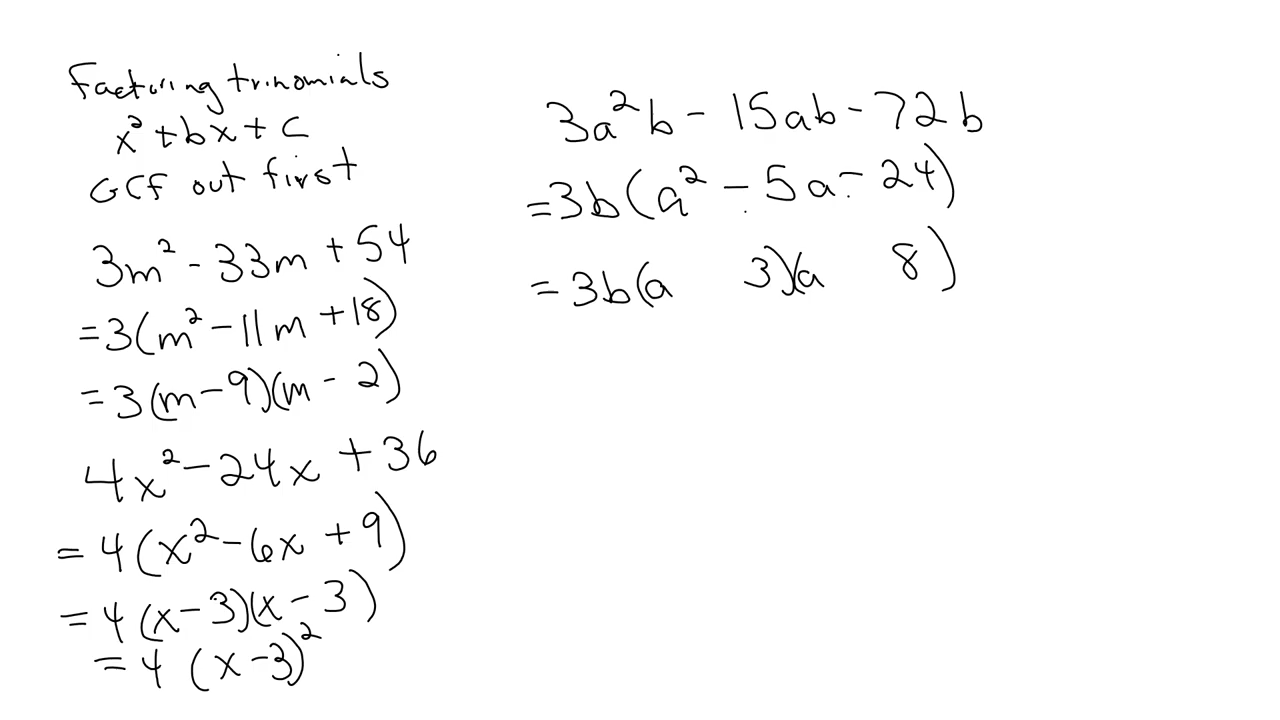 Factoring trinomials
x² + bx + c
GCF out first
3m² - 33m + 54
= 3(m² - 11m + 18)
= 3(m - 9)(m - 2)
4x² - 24x + 36
= 4(x² - 6x + 9)
= 4(x - 3)(x - 3)
= 4(x - 3)²
3a²b - 15ab - 72b
= 3b(a² - 5a - 24)
= 3b(a 3)(a 8)